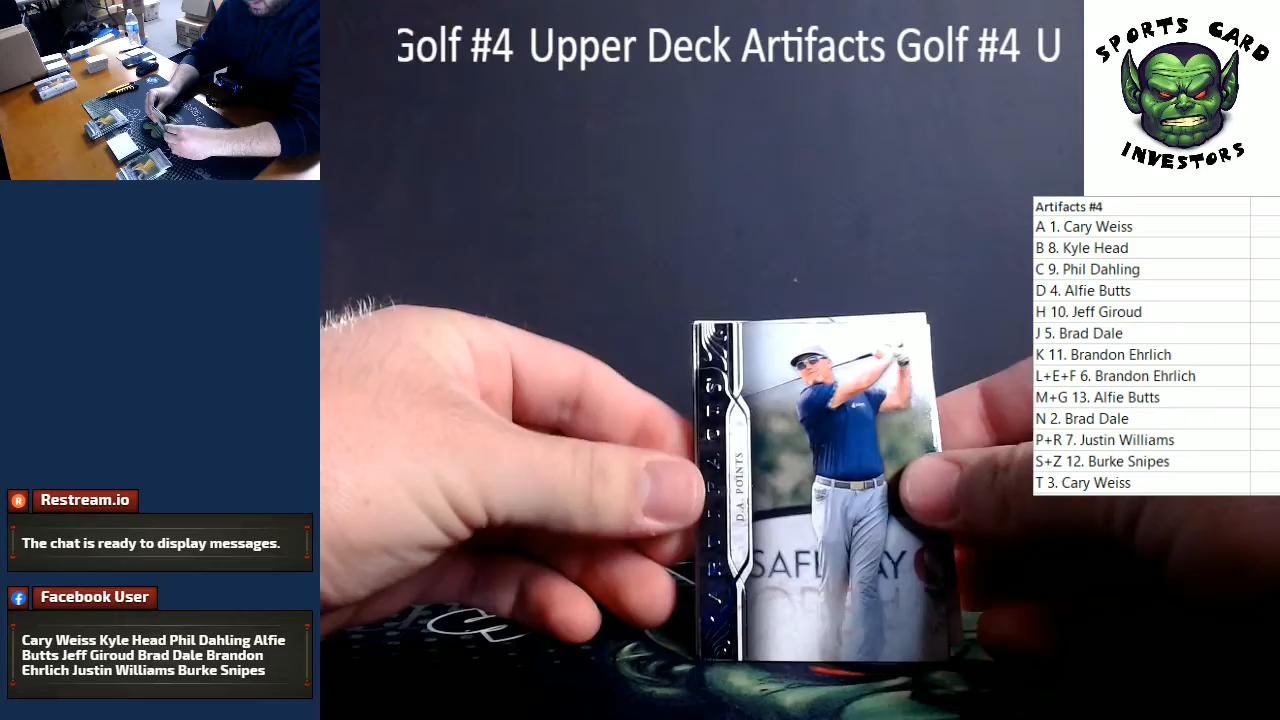 Golf #4 Upper Deck Artifacts Golf #4 U
SPORTS CARD
INVESTORS
Artifacts #4
A 1. Cary Weiss
B 8. Kyle Head
C 9. Phil Dahling
D 4. Alfie Butts
H 10. Jeff Giroud
J 5. Brad Dale
K 11. Brandon Ehrlich
L+E+F 6. Brandon Ehrlich
M+G 13. Alfie Butts
N 2. Brad Dale
P+R 7. Justin Williams
S+Z 12. Burke Snipes
T 3. Cary Weiss
ARTIFACTS
D.A. POINTS
Restream.io
The chat is ready to display messages.
Facebook User
Cary Weiss Kyle Head Phil Dahling Alfie
Butts Jeff Giroud Brad Dale Brandon
Ehrlich Justin Williams Burke Snipes